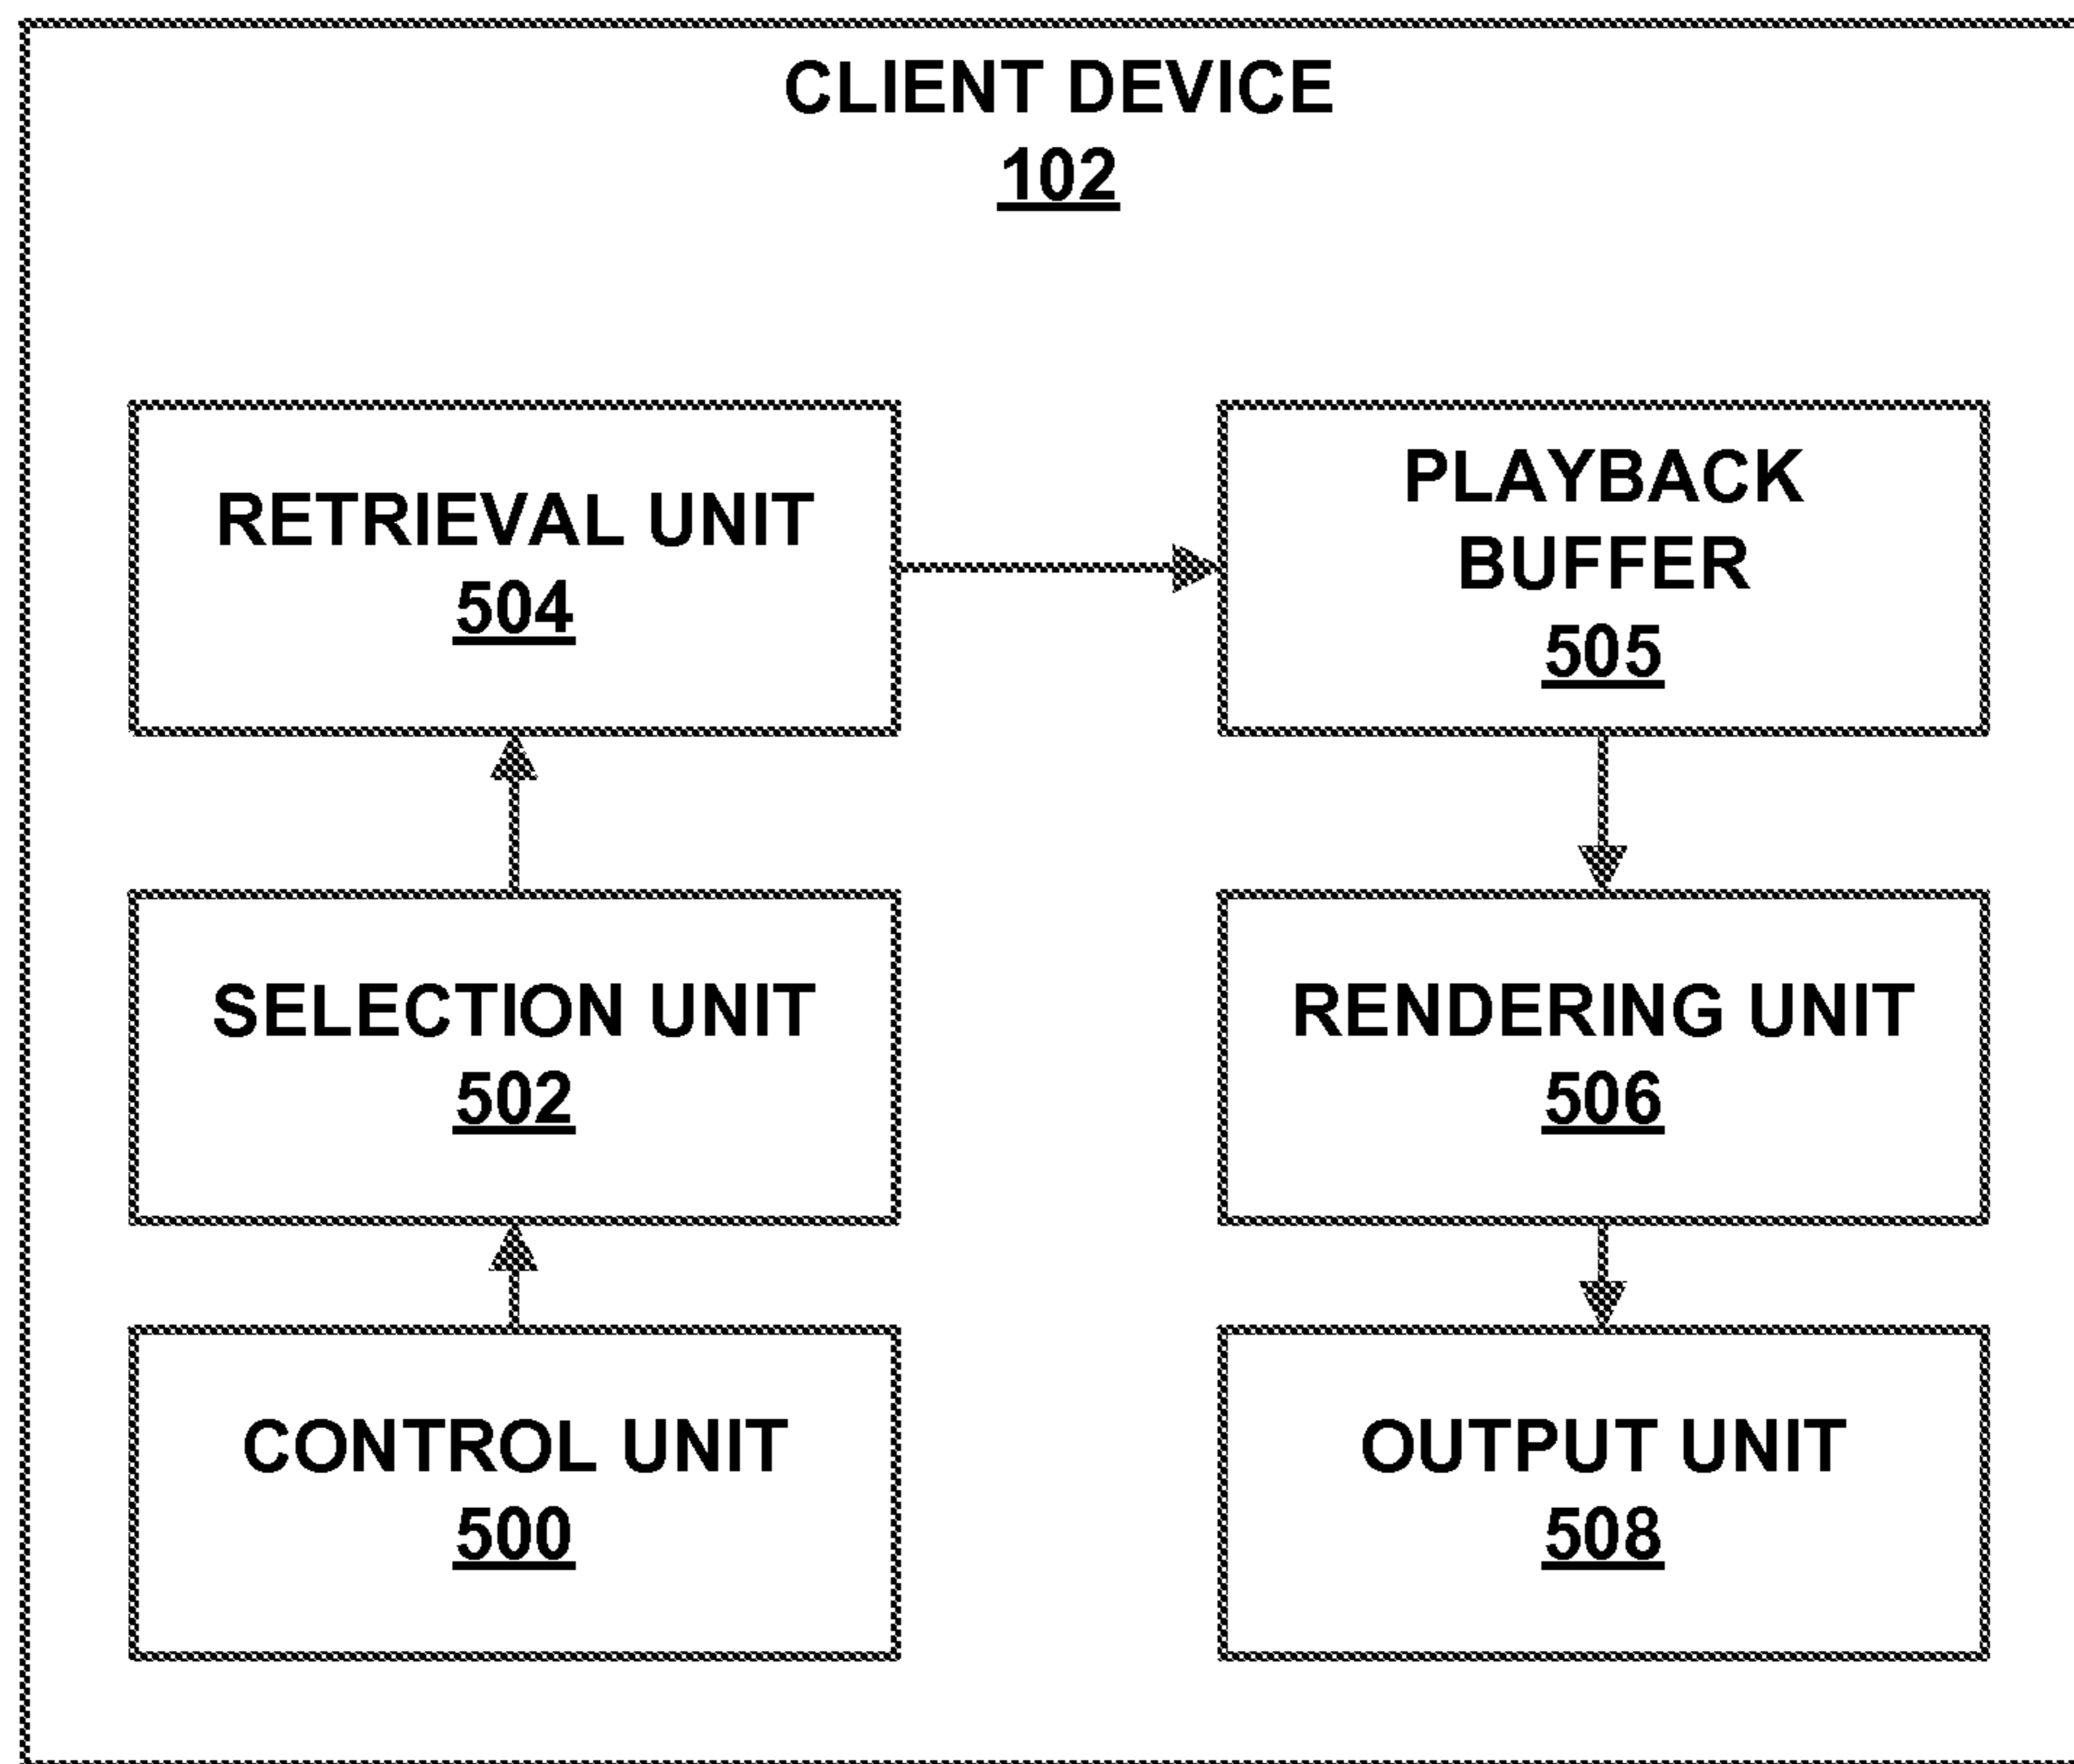 CLIENT DEVICE
102
RETRIEVAL UNIT
504
PLAYBACK
BUFFER
505
SELECTION UNIT
502
RENDERING UNIT
506
CONTROL UNIT
500
OUTPUT UNIT
508